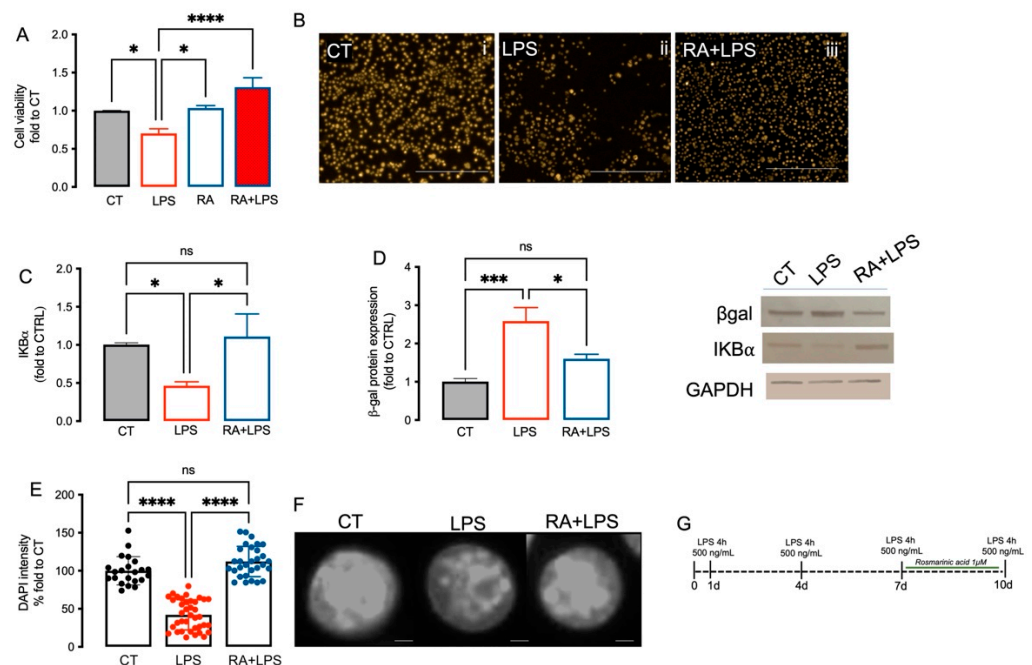 A
Cell viability
fold to CT
2.0
1.5
1.0
0.5
0.0
*
*
****
CT
LPS
RA
RA+LPS
B
CT
i
LPS
ii
RA+LPS
iii
C
IKBα
(fold to CTRL)
2.0
1.5
1.0
0.5
0.0
ns
*
*
CT
LPS
RA+LPS
D
β-gal protein expression
(fold to CTRL)
4
3
2
1
0
ns
***
*
CT
LPS
RA+LPS
CT
LPS
RA+LPS
βgal
IKBα
GAPDH
E
DAPI intensity
% fold to CT
200
150
100
50
0
ns
****
****
CT
LPS
RA+LPS
F
CT
LPS
RA+LPS
G
LPS 4h
500 ng/mL
LPS 4h
500 ng/mL
LPS 4h
500 ng/mL
LPS 4h
500 ng/mL
Rosmarinic acid 1μM
0
1d
4d
7d
10d